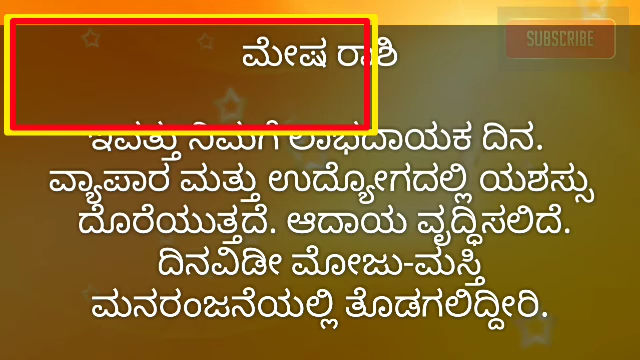 SUBSCRIBE
ಮೇಷ ರಾಶಿ
ಇವತ್ತು ನಿಮಗೆ ಲಾಭದಾಯಕ ದಿನ.
ವ್ಯಾಪಾರ ಮತ್ತು ಉದ್ಯೋಗದಲ್ಲಿ ಯಶಸ್ಸು
ದೊರೆಯುತ್ತದೆ. ಆದಾಯ ವೃದ್ಧಿಸಲಿದೆ.
ದಿನವಿಡೀ ಮೋಜು-ಮಸ್ತಿ
ಮನರಂಜನೆಯಲ್ಲಿ ತೊಡಗಲಿದ್ದೀರಿ.